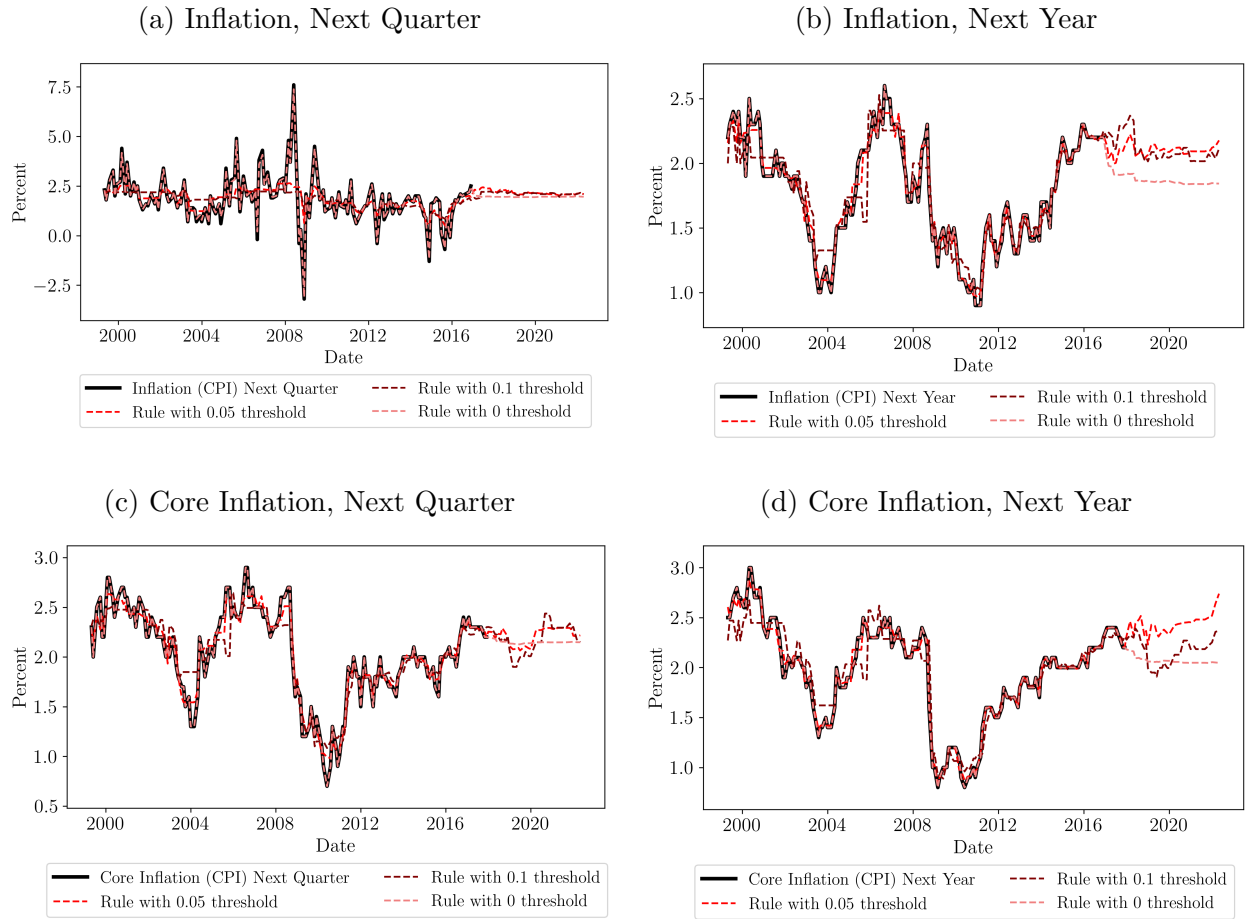 (a) Inflation, Next Quarter
7.5
5.0
2.5
0.0
−2.5
Percent
2000 2004 2008 2012 2016 2020
Date
Inflation (CPI) Next Quarter
Rule with 0.05 threshold
Rule with 0.1 threshold
Rule with 0 threshold
(b) Inflation, Next Year
2.5
2.0
1.5
1.0
Percent
2000 2004 2008 2012 2016 2020
Date
Inflation (CPI) Next Year
Rule with 0.05 threshold
Rule with 0.1 threshold
Rule with 0 threshold
(c) Core Inflation, Next Quarter
3.0
2.5
2.0
1.5
1.0
0.5
Percent
2000 2004 2008 2012 2016 2020
Date
Core Inflation (CPI) Next Quarter
Rule with 0.05 threshold
Rule with 0.1 threshold
Rule with 0 threshold
(d) Core Inflation, Next Year
3.0
2.5
2.0
1.5
1.0
Percent
2000 2004 2008 2012 2016 2020
Date
Core Inflation (CPI) Next Year
Rule with 0.05 threshold
Rule with 0.1 threshold
Rule with 0 threshold